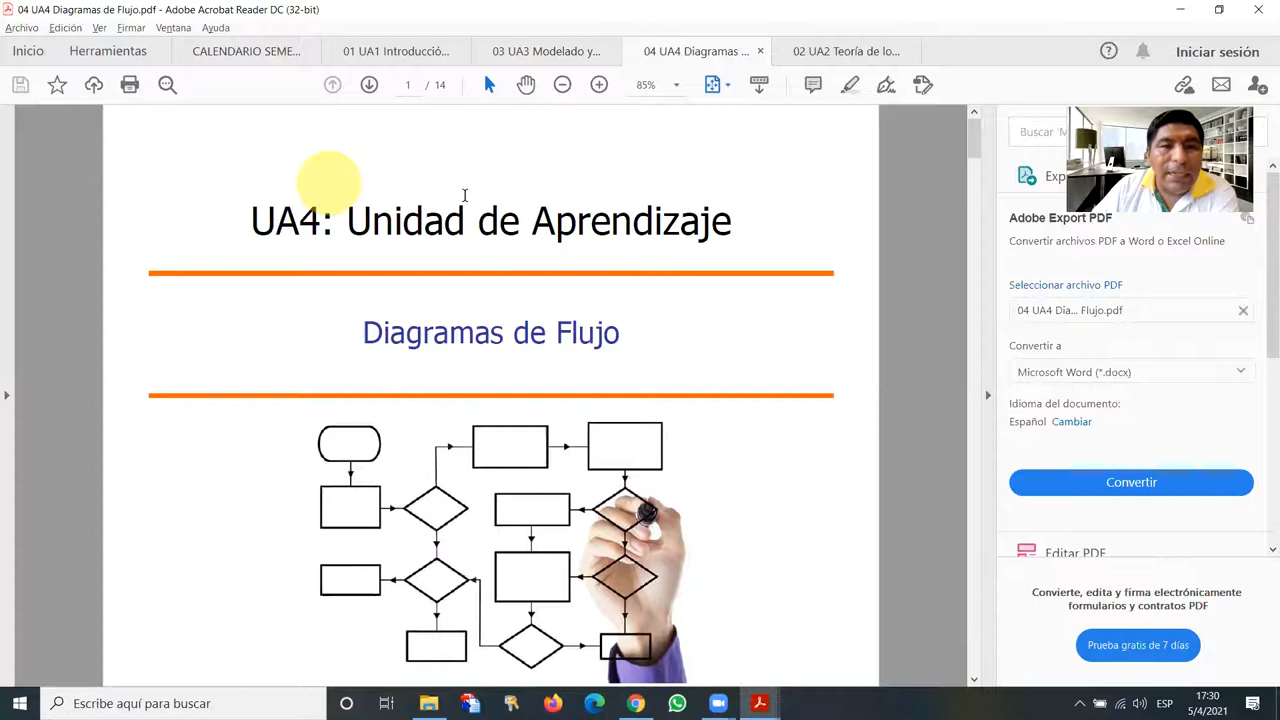 04 UA4 Diagramas de Flujo.pdf - Adobe Acrobat Reader DC (32-bit)
Archivo Edición Ver Firmar Ventana Ayuda
Inicio Herramientas CALENDARIO SEME... 01 UA1 Introducció... 03 UA3 Modelado y... 04 UA4 Diagramas ... 02 UA2 Teoría de lo... Iniciar sesión
1 / 14 85%
UA4: Unidad de Aprendizaje
Diagramas de Flujo
Buscar
Adobe Export PDF
Convertir archivos PDF a Word o Excel Online
Seleccionar archivo PDF
04 UA4 Dia... Flujo.pdf
Convertir a
Microsoft Word (*.docx)
Idioma del documento:
Español Cambiar
Convertir
Editar PDF
Convierte, edita y firma electrónicamente
formularios y contratos PDF
Prueba gratis de 7 días
Escribe aquí para buscar
ESP
17:30
5/4/2021